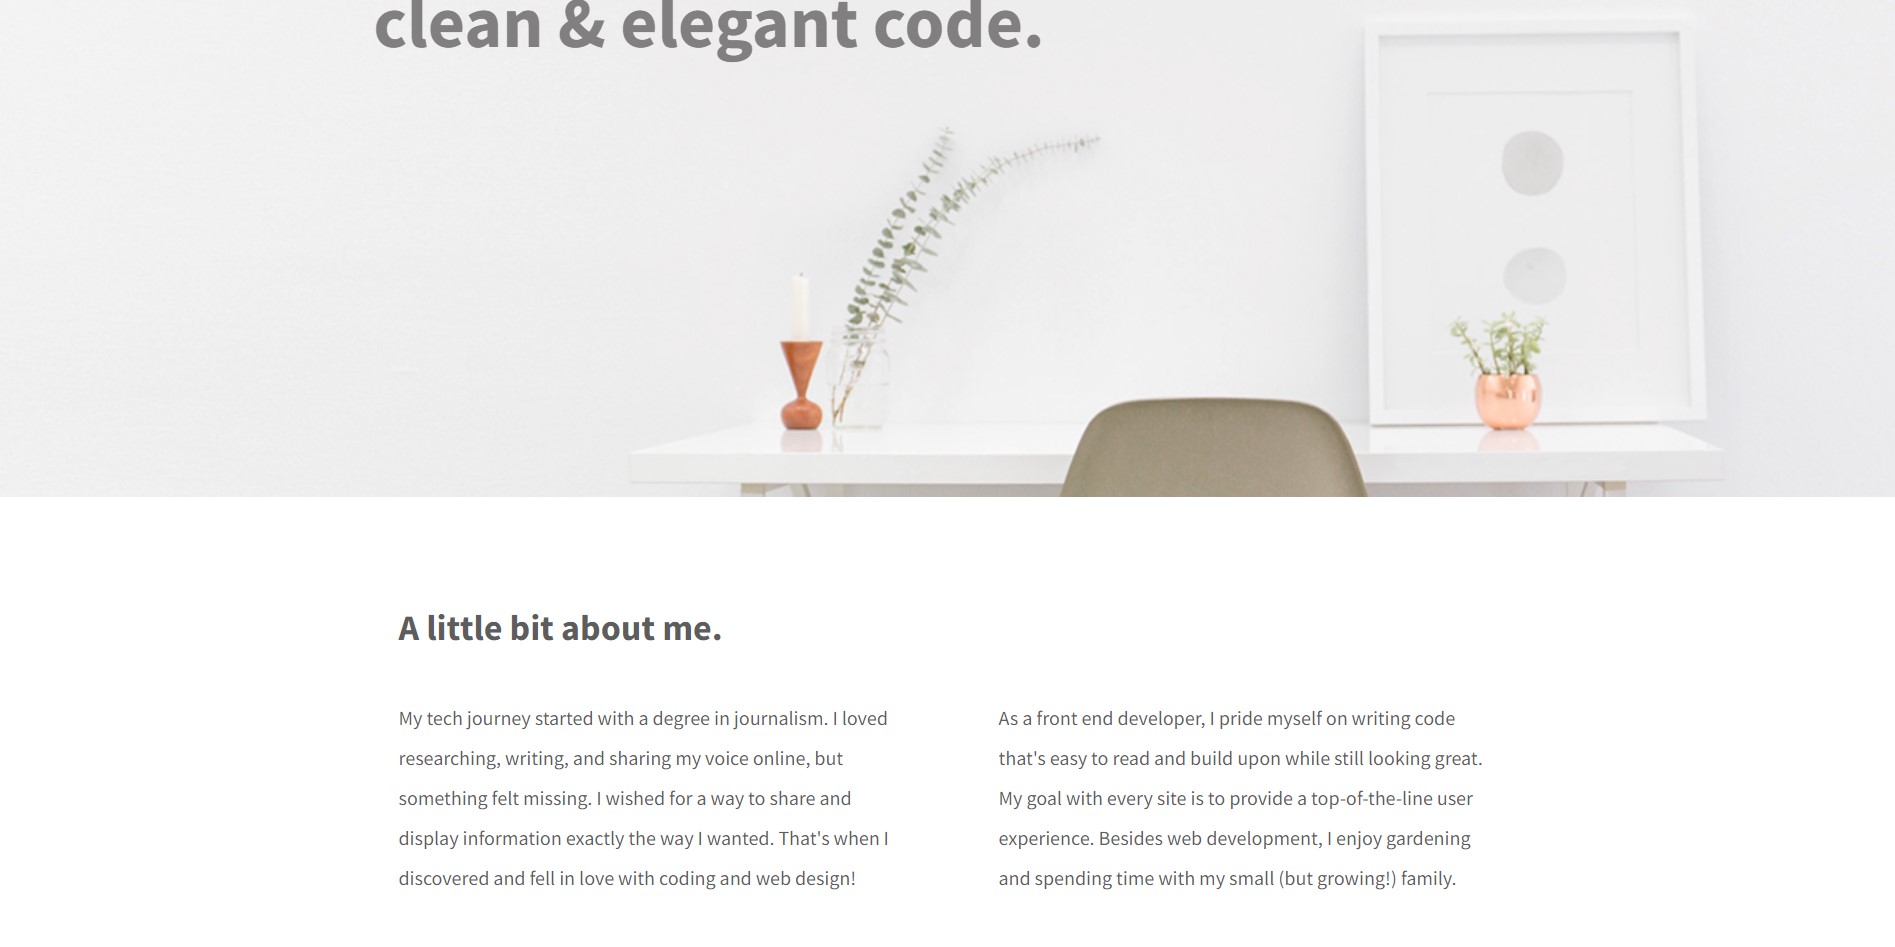 clean & elegant code.
A little bit about me.
My tech journey started with a degree in journalism. I loved
researching, writing, and sharing my voice online, but
something felt missing. I wished for a way to share and
display information exactly the way I wanted. That's when I
discovered and fell in love with coding and web design!
As a front end developer, I pride myself on writing code
that's easy to read and build upon while still looking great.
My goal with every site is to provide a top-of-the-line user
experience. Besides web development, I enjoy gardening
and spending time with my small (but growing!) family.